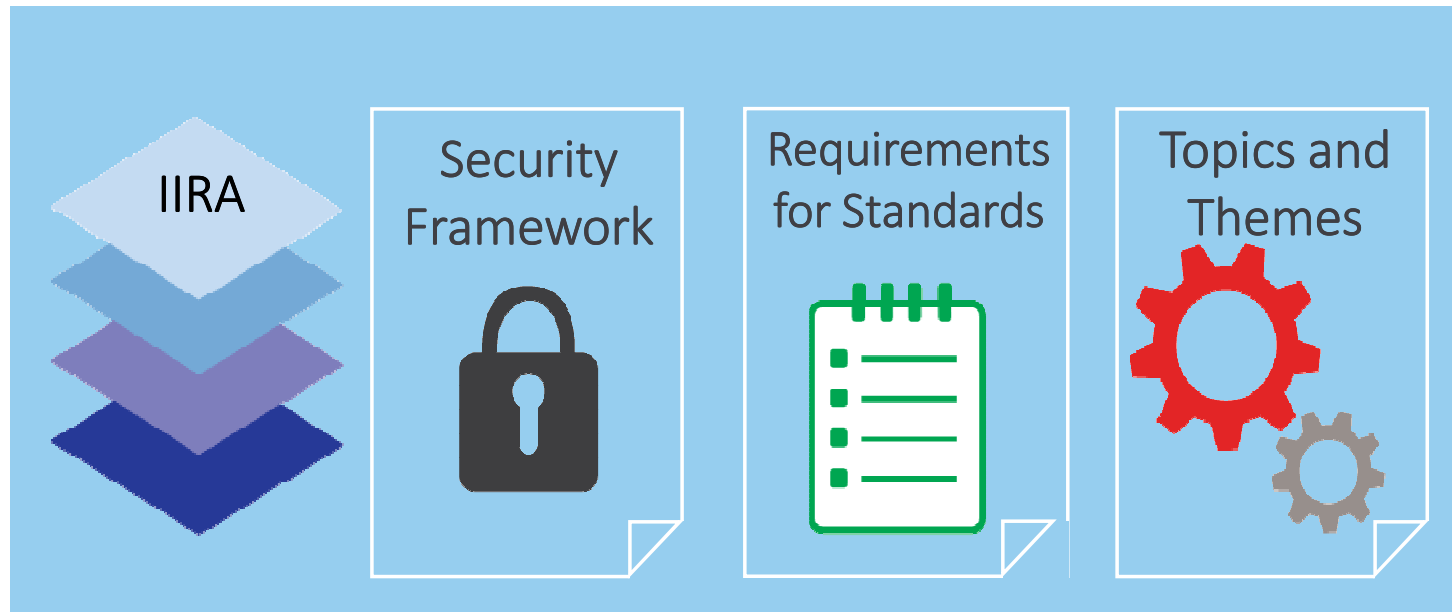 IIRA
Security
Framework
Requirements
for Standards
Topics and
Themes